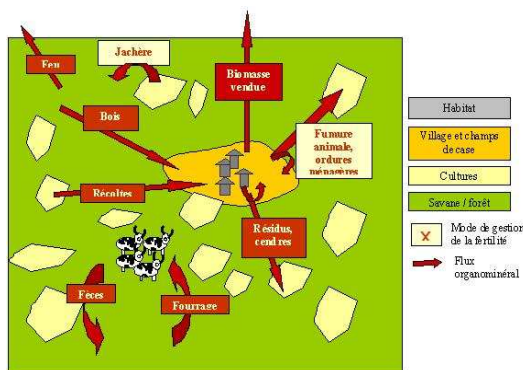 Jachère
Feu
Biomasse
vendue
Bois
Fumure
animale,
ordures
ménagères
Récoltes
Résidus,
cendres
Fèces
Fourrage
Habitat
Village et champs
de case
Cultures
Savane / forêt
X
Mode de gestion
de la fertilité
Flux
organominéral